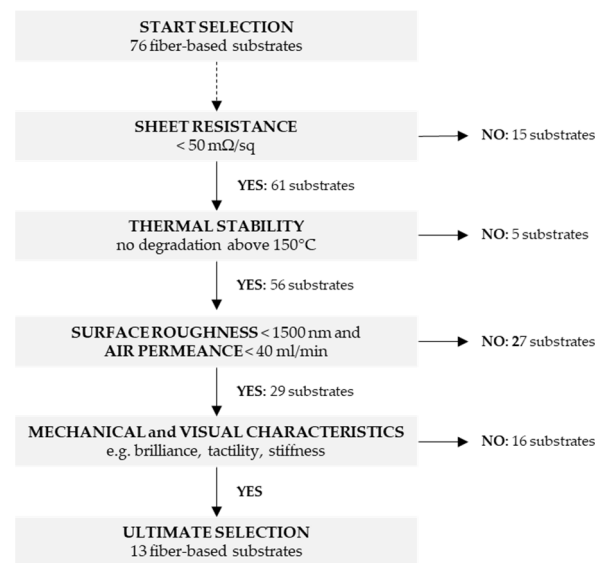 START SELECTION
76 fiber-based substrates
SHEET RESISTANCE
< 50 mΩ/sq
NO: 15 substrates
YES: 61 substrates
THERMAL STABILITY
no degradation above 150°C
NO: 5 substrates
YES: 56 substrates
SURFACE ROUGHNESS < 1500 nm and
AIR PERMEANCE < 40 ml/min
NO: 27 substrates
YES: 29 substrates
MECHANICAL and VISUAL CHARACTERISTICS
e.g. brilliance, tactility, stiffness
NO: 16 substrates
YES
ULTIMATE SELECTION
13 fiber-based substrates